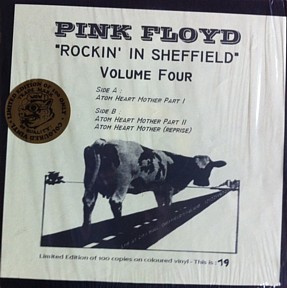 PINK FLOYD
"ROCKIN' IN SHEFFIELD"
VOLUME FOUR
SIDE A :
ATOM HEART MOTHER PART I
SIDE B :
ATOM HEART MOTHER PART II
ATOM HEART MOTHER (REPRISE)
Limited Edition of 100 copies on coloured vinyl - This is : 79